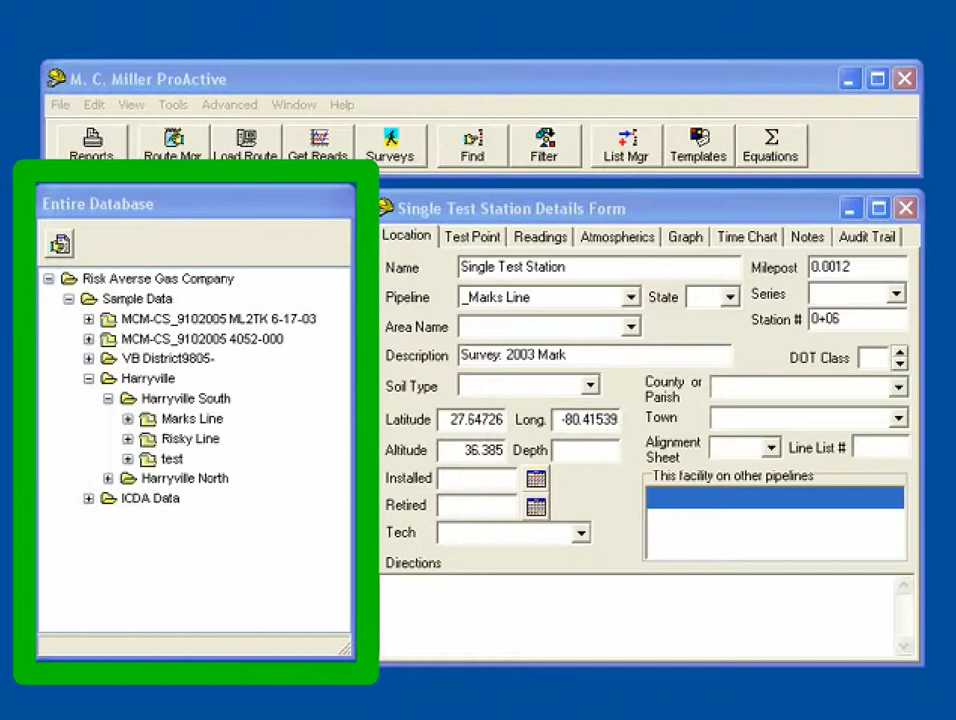 M. C. Miller ProActive
File Edit View Tools Advanced Window Help
Reports Route Mgr Load Route Get Reads Surveys Find Filter List Mgr Templates Equations
Entire Database
Risk Averse Gas Company
Sample Data
MCM-CS_9102005 ML2TK 6-17-03
MCM-CS_9102005 4052-000
VB District9805-
Harryville
Harryville South
Marks Line
Risky Line
test
Harryville North
ICDA Data
Single Test Station Details Form
Location Test Point Readings Atmospherics Graph Time Chart Notes Audit Trail
Name Single Test Station Milepost 0.0012
Pipeline _Marks Line State Series
Area Name Station # 0+06
Description Survey: 2003 Mark DOT Class
Soil Type County or Parish
Latitude 27.64726 Long. -80.41539 Town
Altitude 36.385 Depth Alignment Sheet Line List #
Installed This facility on other pipelines
Retired
Tech
Directions